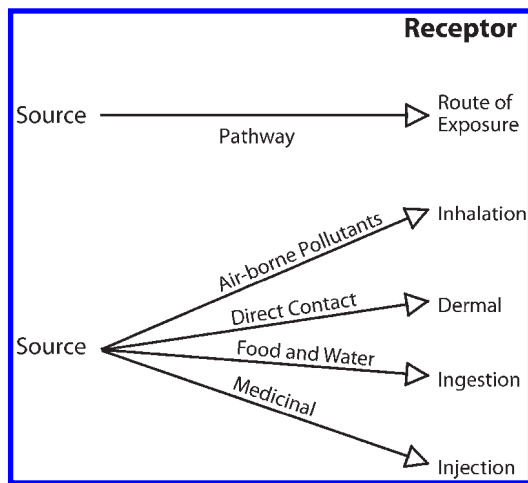 Receptor
Source
Pathway
Route of
Exposure
Source
Air-borne Pollutants
Inhalation
Direct Contact
Dermal
Food and Water
Ingestion
Medicinal
Injection